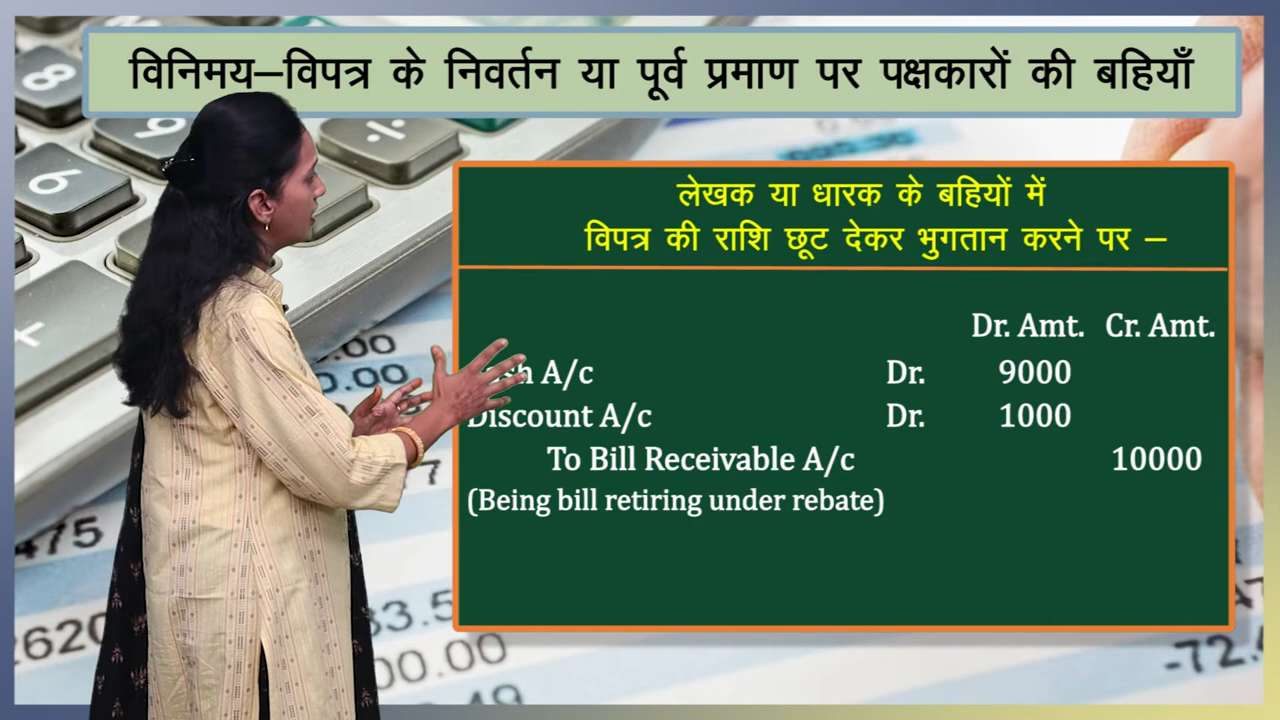 विनिमय–विपत्र के निवर्तन या पूर्व प्रमाण पर पक्षकारों की बहियाँ
लेखक या धारक के बहियों में
विपत्र की राशि छूट देकर भुगतान करने पर –
Dr. Amt. Cr. Amt.
A/c Dr. 9000
Discount A/c Dr. 1000
To Bill Receivable A/c 10000
(Being bill retiring under rebate)